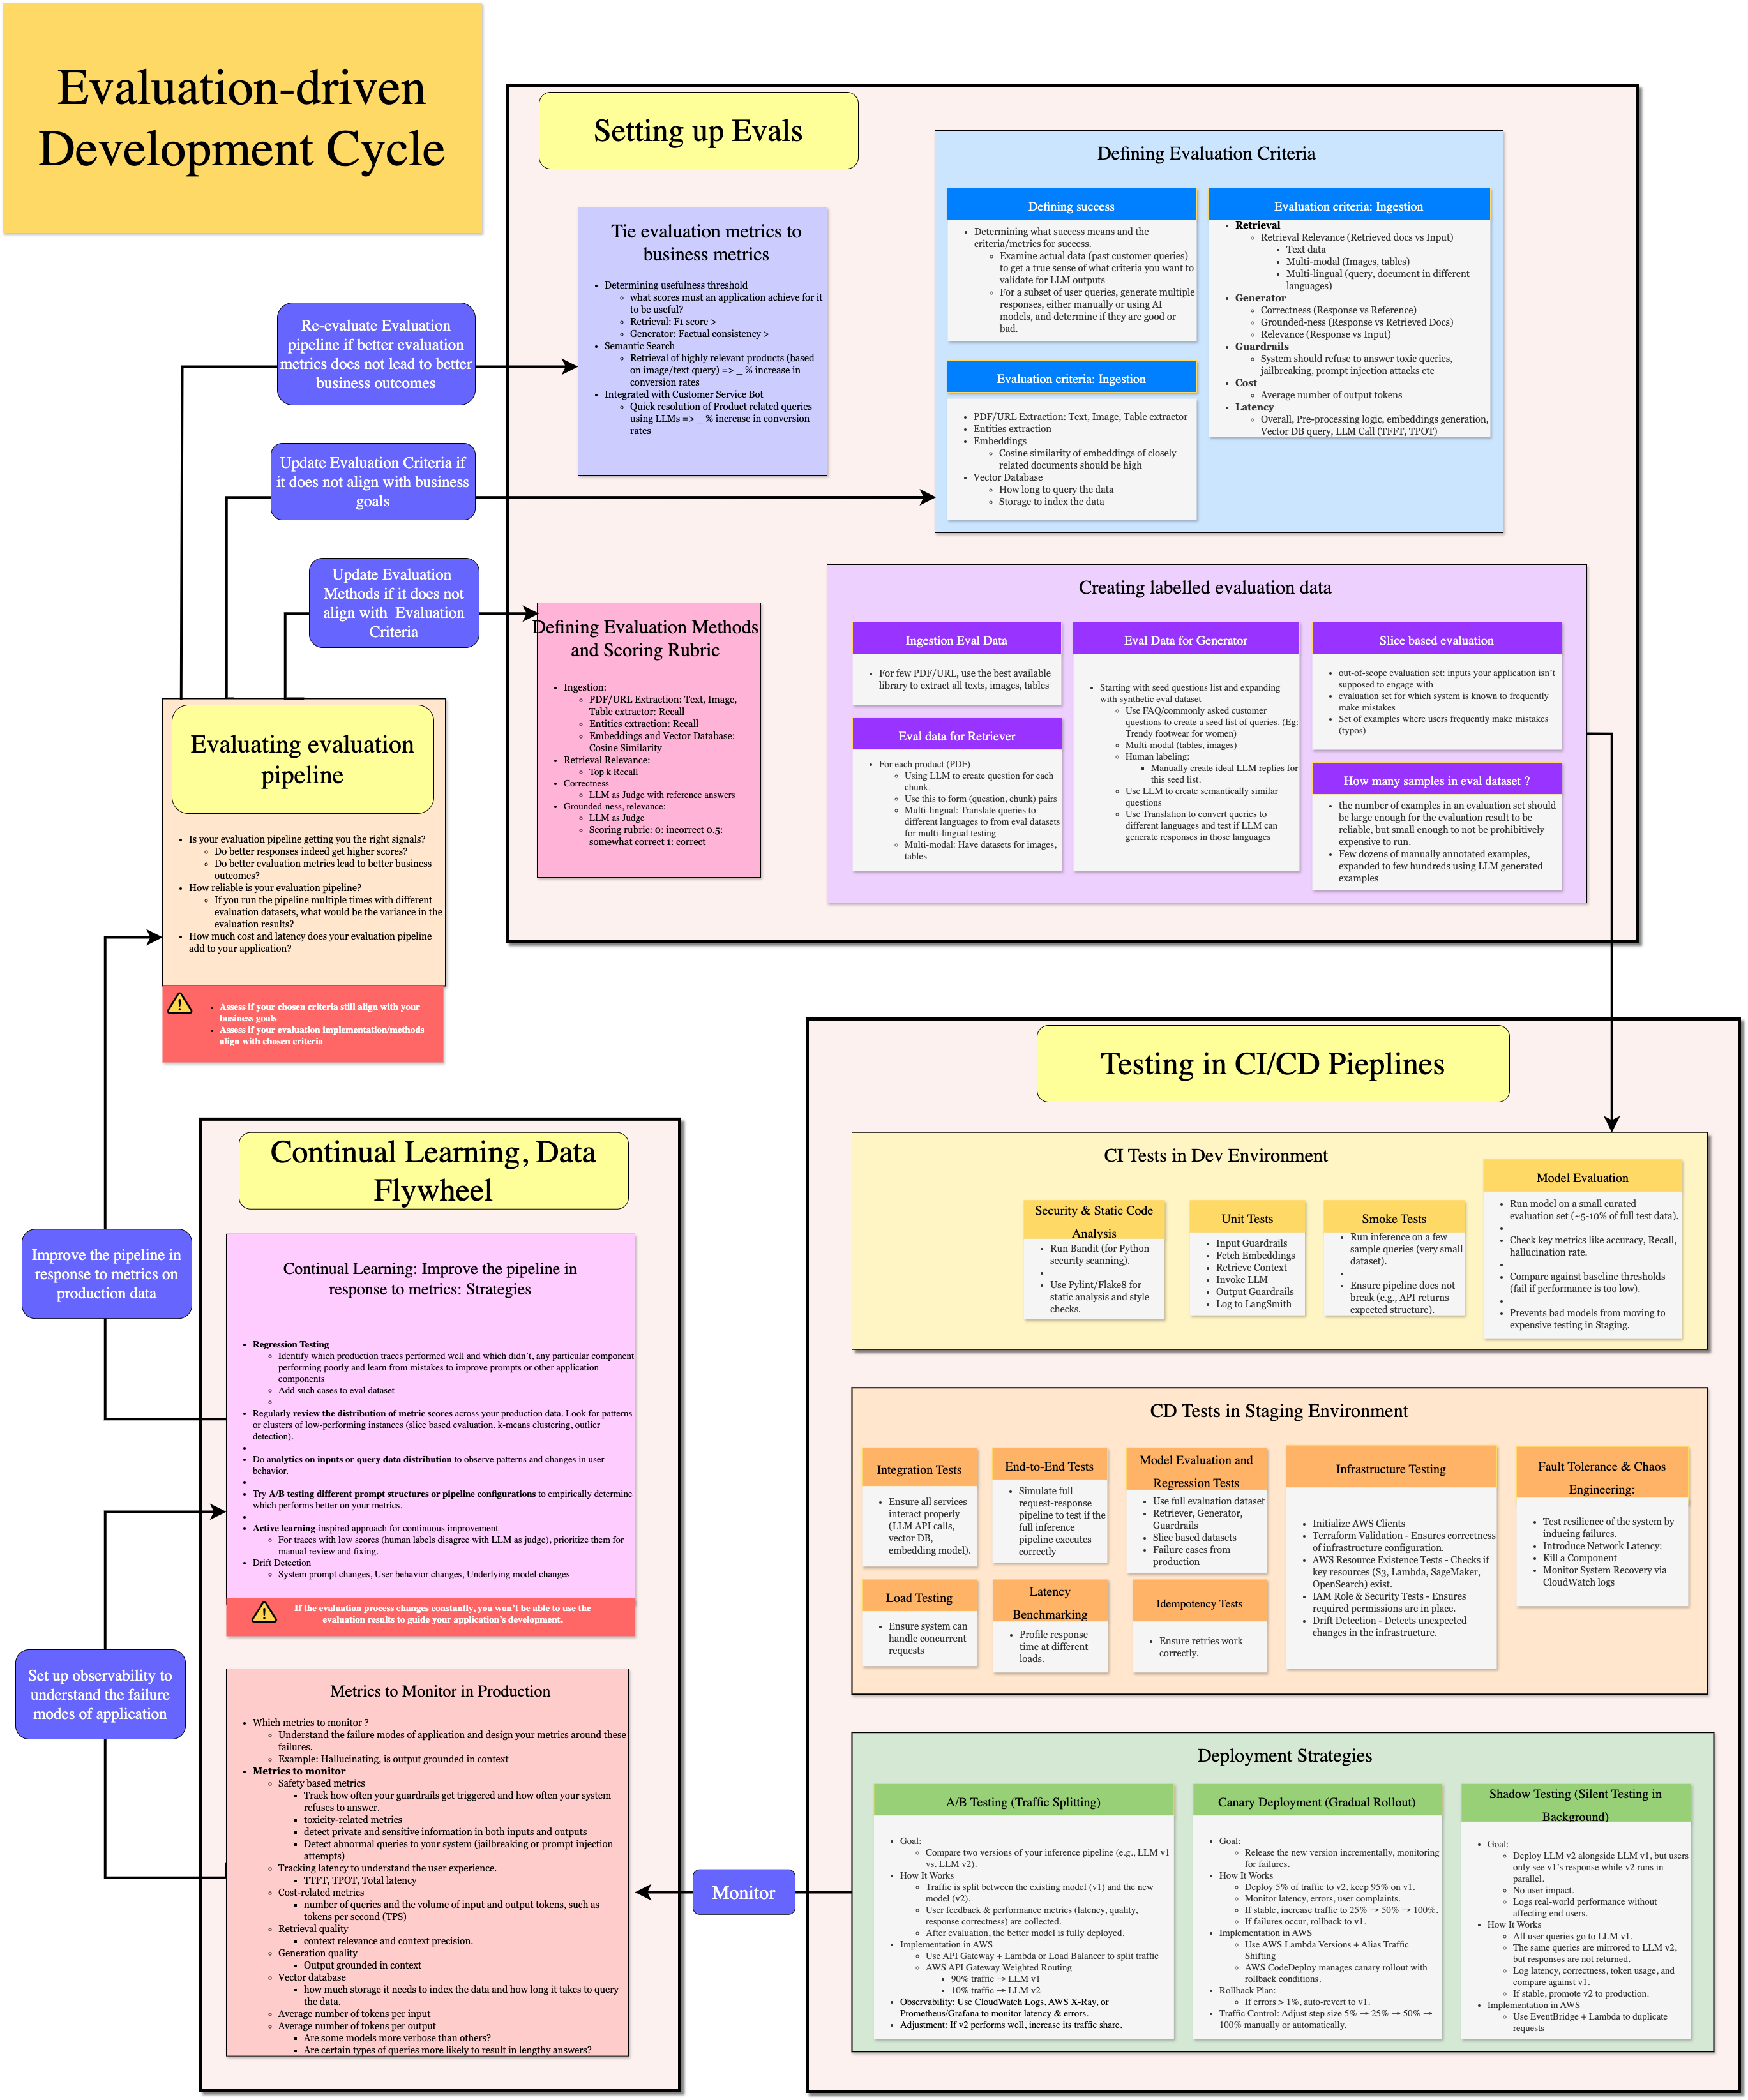 Evaluation-driven
Development Cycle
Setting up Evals
Tie evaluation metrics to
business metrics
Determining usefulness threshold
what scores must an application achieve for it
to be useful?
Retrieval: F1 score >
Generator: Factual consistency >
Semantic Search
Retrieval of highly relevant products (based
on image/text query) => _ % increase in
conversion rates
Integrated with Customer Service Bot
Quick resolution of Product related queries
using LLMs => _ % increase in conversion
rates
Defining Evaluation Criteria
Defining success
Determining what success means and the
criteria/metrics for success.
Examine actual data (past customer queries)
to get a true sense of what criteria you want to
validate for LLM outputs
For a subset of user queries, generate multiple
responses, either manually or using AI
models, and determine if they are good or
bad.
Evaluation criteria: Ingestion
PDF/URL Extraction: Text, Image, Table extractor
Entities extraction
Embeddings
Cosine similarity of embeddings of closely
related documents should be high
Vector Database
How long to query the data
Storage to index the data
Evaluation criteria: Ingestion
Retrieval
Retrieval Relevance (Retrieved docs vs Input)
Text data
Multi-modal (Images, tables)
Multi-lingual (query, document in different
languages)
Generator
Correctness (Response vs Reference)
Grounded-ness (Response vs Retrieved Docs)
Relevance (Response vs Input)
Guardrails
System should refuse to answer toxic queries,
jailbreaking, prompt injection attacks etc
Cost
Average number of output tokens
Latency
Overall, Pre-processing logic, embeddings generation,
Vector DB query, LLM Call (TFFT, TPOT)
Re-evaluate Evaluation
pipeline if better evaluation
metrics does not lead to better
business outcomes
Update Evaluation Criteria if
it does not align with business
goals
Update Evaluation
Methods if it does not
align with Evaluation
Criteria
Defining Evaluation Methods
and Scoring Rubric
Ingestion:
PDF/URL Extraction: Text, Image,
Table extractor: Recall
Entities extraction: Recall
Embeddings and Vector Database:
Cosine Similarity
Retrieval Relevance:
Top k Recall
Correctness
LLM as Judge with reference answers
Grounded-ness, relevance:
LLM as Judge
Scoring rubric: 0: incorrect 0.5:
somewhat correct 1: correct
Creating labelled evaluation data
Ingestion Eval Data
For few PDF/URL, use the best available
library to extract all texts, images, tables
Eval data for Retriever
For each product (PDF)
Using LLM to create question for each
chunk.
Use this to form (question, chunk) pairs
Multi-lingual: Translate queries to
different languages to from eval datasets
for multi-lingual testing
Multi-modal: Have datasets for images,
tables
Eval Data for Generator
Starting with seed questions list and expanding
with synthetic eval dataset
Use FAQ/commonly asked customer
questions to create a seed list of queries. (Eg:
Trendy footwear for women)
Multi-modal (tables, images)
Human labeling:
Manually create ideal LLM replies for
this seed list.
Use LLM to create semantically similar
questions
Use Translation to convert queries to
different languages and test if LLM can
generate responses in those languages
Slice based evaluation
out-of-scope evaluation set: inputs your application isn't
supposed to engage with
evaluation set for which system is known to frequently
make mistakes
Set of examples where users frequently make mistakes
(typos)
How many samples in eval dataset ?
the number of examples in an evaluation set should
be large enough for the evaluation result to be
reliable, but small enough to not be prohibitively
expensive to run.
Few dozens of manually annotated examples,
expanded to few hundreds using LLM generated
examples
Evaluating evaluation
pipeline
Is your evaluation pipeline getting you the right signals?
Do better responses indeed get higher scores?
Do better evaluation metrics lead to better business
outcomes?
How reliable is your evaluation pipeline?
If you run the pipeline multiple times with different
evaluation datasets, what would be the variance in the
evaluation results?
How much cost and latency does your evaluation pipeline
add to your application?
Assess if your chosen criteria still align with your
business goals
Assess if your evaluation implementation/methods
align with chosen criteria
Testing in CI/CD Pieplines
CI Tests in Dev Environment
Security & Static Code
Analysis
Run Bandit (for Python
security scanning).
Use Pylint/Flake8 for
static analysis and style
checks.
Unit Tests
Input Guardrails
Fetch Embeddings
Retrieve Context
Invoke LLM
Output Guardrails
Log to LangSmith
Smoke Tests
Run inference on a few
sample queries (very small
dataset).
Ensure pipeline does not
break (e.g., API returns
expected structure).
Model Evaluation
Run model on a small curated
evaluation set (~5-10% of full test data).
Check key metrics like accuracy, Recall,
hallucination rate.
Compare against baseline thresholds
(fail if performance is too low).
Prevents bad models from moving to
expensive testing in Staging.
CD Tests in Staging Environment
Integration Tests
Ensure all services
interact properly
(LLM API calls,
vector DB,
embedding model).
End-to-End Tests
Simulate full
request-response
pipeline to test if the
full inference
pipeline executes
correctly
Model Evaluation and
Regression Tests
Use full evaluation dataset
Retriever, Generator,
Guardrails
Slice based datasets
Failure cases from
production
Infrastructure Testing
Initialize AWS Clients
Terraform Validation - Ensures correctness
of infrastructure configuration.
AWS Resource Existence Tests - Checks if
key resources (S3, Lambda, SageMaker,
OpenSearch) exist.
IAM Role & Security Tests - Ensures
required permissions are in place.
Drift Detection - Detects unexpected
changes in the infrastructure.
Fault Tolerance & Chaos
Engineering:
Test resilience of the system by
inducing failures.
Introduce Network Latency:
Kill a Component
Monitor System Recovery via
CloudWatch logs
Load Testing
Ensure system can
handle concurrent
requests
Latency
Benchmarking
Profile response
time at different
loads.
Idempotency Tests
Ensure retries work
correctly.
Deployment Strategies
A/B Testing (Traffic Splitting)
Goal:
Compare two versions of your inference pipeline (e.g., LLM v1
vs. LLM v2).
How It Works
Traffic is split between the existing model (v1) and the new
model (v2).
User feedback & performance metrics (latency, quality,
response correctness) are collected.
After evaluation, the better model is fully deployed.
Implementation in AWS
Use API Gateway + Lambda or Load Balancer to split traffic
AWS API Gateway Weighted Routing
90% traffic → LLM v1
10% traffic → LLM v2
Observability: Use CloudWatch Logs, AWS X-Ray, or
Prometheus/Grafana to monitor latency & errors.
Adjustment: If v2 performs well, increase its traffic share.
Canary Deployment (Gradual Rollout)
Goal:
Release the new version incrementally, monitoring
for failures.
How It Works
Deploy 5% of traffic to v2, keep 95% on v1.
Monitor latency, errors, user complaints.
If stable, increase traffic to 25% → 50% → 100%.
If failures occur, rollback to v1.
Implementation in AWS
Use AWS Lambda Versions + Alias Traffic
Shifting
AWS CodeDeploy manages canary rollout with
rollback conditions.
Rollback Plan:
If errors > 1%, auto-revert to v1.
Traffic Control: Adjust step size 5% → 25% → 50% →
100% manually or automatically.
Shadow Testing (Silent Testing in
Background)
Goal:
Deploy LLM v2 alongside LLM v1, but users
only see v1's response while v2 runs in
parallel.
No user impact.
Logs real-world performance without
affecting end users.
How It Works
All user queries go to LLM v1.
The same queries are mirrored to LLM v2,
but responses are not returned.
Log latency, correctness, token usage, and
compare against v1.
If stable, promote v2 to production.
Implementation in AWS
Use EventBridge + Lambda to duplicate
requests
Monitor
Continual Learning, Data
Flywheel
Continual Learning: Improve the pipeline in
response to metrics: Strategies
Regression Testing
Identify which production traces performed well and which didn't, any particular component
performing poorly and learn from mistakes to improve prompts or other application
components
Add such cases to eval dataset
Regularly review the distribution of metric scores across your production data. Look for patterns
or clusters of low-performing instances (slice based evaluation, k-means clustering, outlier
detection).
Do analytics on inputs or query data distribution to observe patterns and changes in user
behavior.
Try A/B testing different prompt structures or pipeline configurations to empirically determine
which performs better on your metrics.
Active learning-inspired approach for continuous improvement
For traces with low scores (human labels disagree with LLM as judge), prioritize them for
manual review and fixing.
Drift Detection
System prompt changes, User behavior changes, Underlying model changes
If the evaluation process changes constantly, you won't be able to use the
evaluation results to guide your application's development.
Metrics to Monitor in Production
Which metrics to monitor ?
Understand the failure modes of application and design your metrics around these
failures.
Example: Hallucinating, is output grounded in context
Metrics to monitor
Safety based metrics
Track how often your guardrails get triggered and how often your system
refuses to answer.
toxicity-related metrics
detect private and sensitive information in both inputs and outputs
Detect abnormal queries to your system (jailbreaking or prompt injection
attempts)
Tracking latency to understand the user experience.
TTFT, TPOT, Total latency
Cost-related metrics
number of queries and the volume of input and output tokens, such as
tokens per second (TPS)
Retrieval quality
context relevance and context precision.
Generation quality
Output grounded in context
Vector database
how much storage it needs to index the data and how long it takes to query
the data.
Average number of tokens per input
Average number of tokens per output
Are some models more verbose than others?
Are certain types of queries more likely to result in lengthy answers?
Improve the pipeline in
response to metrics on
production data
Set up observability to
understand the failure
modes of application